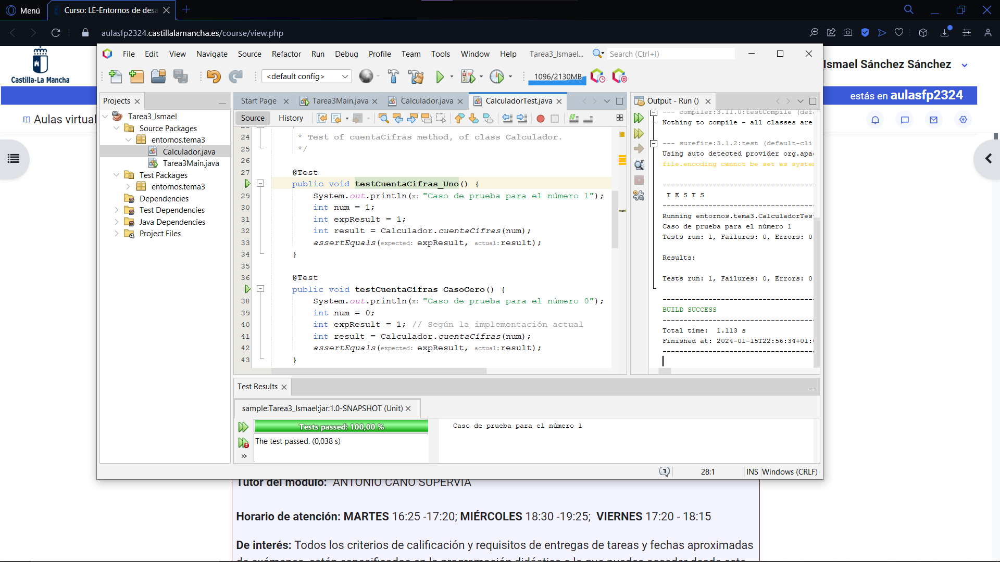 Menú
Curso: LE-Entornos de desa
aulasfp2324.castillalamancha.es/course/view.php
Castilla-La Mancha
Ismael Sánchez Sánchez
estás en aulasfp2324
Aulas virtual
File Edit View Navigate Source Refactor Run Debug Profile Team Tools Window Help
Tarea3_Ismael...
Search (Ctrl+I)
<default config>
1096/2130MB
Projects
Tarea3_Ismael
Source Packages
entornos.tema3
Calculador.java
Tarea3Main.java
Test Packages
entornos.tema3
Dependencies
Test Dependencies
Java Dependencies
Project Files
Start Page
Tarea3Main.java
Calculador.java
CalculadorTest.java
Source
History
24 * Test of cuentaCifras method, of class Calculador.
25 */
26
27 @Test
public void testCuentaCifras_Uno() {
29 System.out.println(x: "Caso de prueba para el número 1");
30 int num = 1;
31 int expResult = 1;
32 int result = Calculador.cuentaCifras(num);
33 assertEquals(expected: expResult, actual: result);
34 }
35
36 @Test
public void testCuentaCifras CasoCero() {
38 System.out.println(x: "Caso de prueba para el número 0");
39 int num = 0;
40 int expResult = 1; // Según la implementación actual
41 int result = Calculador.cuentaCifras(num);
42 assertEquals(expected: expResult, actual: result);
43 }
Output - Run ()
--- compiler:3.11.0:testCompile (def
Nothing to compile - all classes are
--- surefire:3.1.2:test (default-cli
Using auto detected provider org.apa
file.encoding cannot be set as system
-------------------------------------
T E S T S
-------------------------------------
Running entornos.tema3.CalculadorTes
Caso de prueba para el número 1
Tests run: 1, Failures: 0, Errors: 0
Results:
Tests run: 1, Failures: 0, Errors: 0
-------------------------------------
BUILD SUCCESS
-------------------------------------
Total time: 1.113 s
Finished at: 2024-01-15T22:56:34+01:
-------------------------------------
Test Results
sample:Tarea3_Ismael:jar:1.0-SNAPSHOT (Unit)
Tests passed: 100,00 %
The test passed. (0,038 s)
»
Caso de prueba para el número 1
1
28:1
INS
Windows (CRLF)
Tutor del módulo: ANTONIO CANO SUPERVIA
Horario de atención: MARTES 16:25 -17:20; MIÉRCOLES 18:30 -19:25; VIERNES 17:20 - 18:15
De interés: Todos los criterios de calificación y requisitos de entregas de tareas y fechas aproximadas